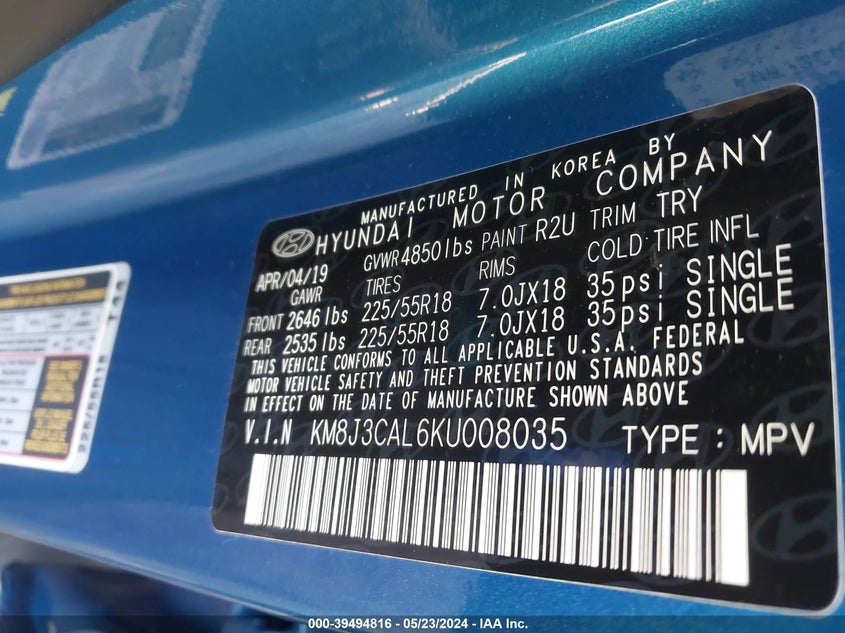 MANUFACTURED IN KOREA BY
HYUNDAI MOTOR COMPANY
APR/04/19 GVWR4850lbs PAINT R2U TRIM TRY
GAWR TIRES RIMS COLD TIRE INFL
FRONT 2646 lbs 225/55R18 7.0JX18 35psi SINGLE
REAR 2535 lbs 225/55R18 7.0JX18 35psi SINGLE
THIS VEHICLE CONFORMS TO ALL APPLICABLE U.S.A. FEDERAL
MOTOR VEHICLE SAFETY AND THEFT PREVENTION STANDARDS
IN EFFECT ON THE DATE OF MANUFACTURE SHOWN ABOVE
V.I.N KM8J3CAL6KU008035 TYPE : MPV
225/55R18
000-39494816 - 05/23/2024 - IAA Inc.